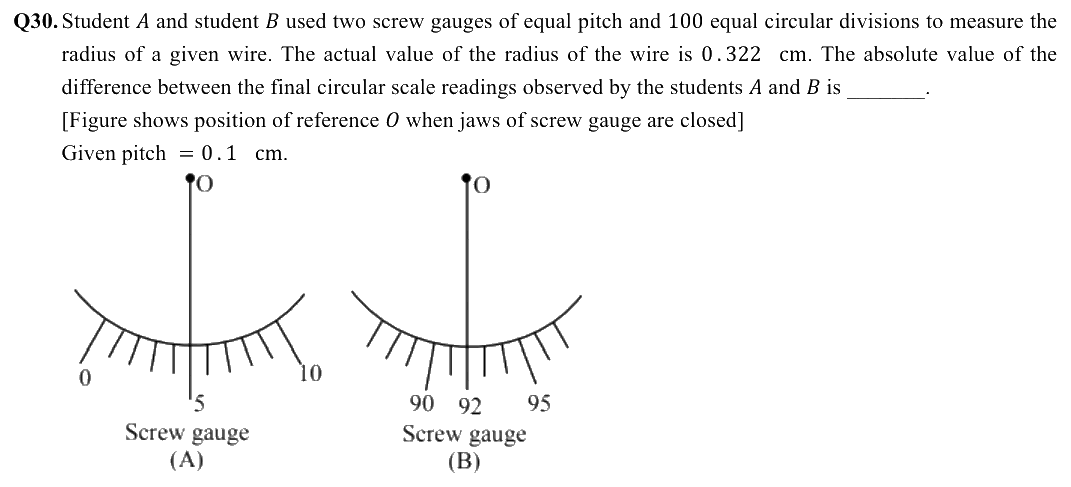 Q30. Student A and student B used two screw gauges of equal pitch and 100 equal circular divisions to measure the
radius of a given wire. The actual value of the radius of the wire is 0.322 cm. The absolute value of the
difference between the final circular scale readings observed by the students A and B is _______.
[Figure shows position of reference O when jaws of screw gauge are closed]
Given pitch = 0.1 cm.
O O
0 5 10 90 92 95
Screw gauge Screw gauge
(A) (B)